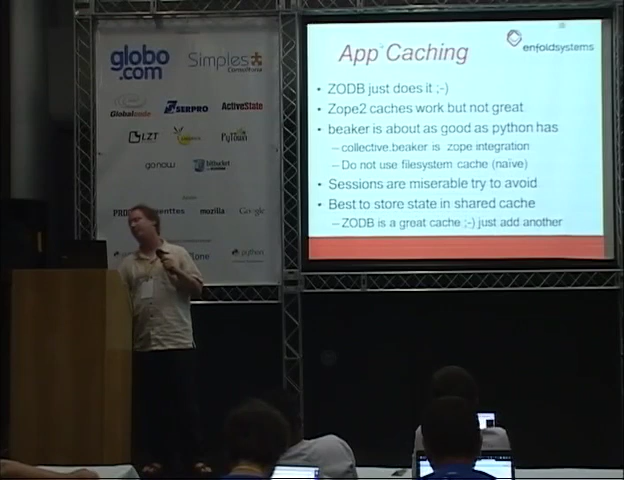 globo
.com
Simples
Consultoria
SERPRO
ActiveState
LZT
PyTown
gonow
mozilla
Google
python
enfoldsystems
App Caching
• ZODB just does it ;-)
• Zope2 caches work but not great
• beaker is about as good as python has
– collective.beaker is zope integration
– Do not use filesystem cache (naive)
• Sessions are miserable try to avoid
• Best to store state in shared cache
– ZODB is a great cache ;-) just add another